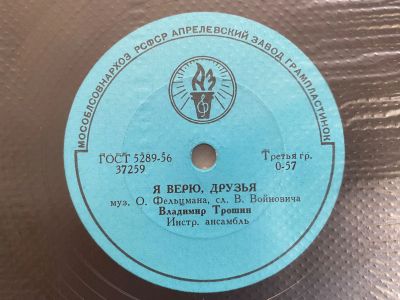 МОСОБЛСОВНАРХОЗ РСФСР АПРЕЛЕВСКИЙ ЗАВОД ГРАМПЛАСТИНОК
АЗ
ГОСТ 5289-56
37259
Третья гр.
0-57
Я ВЕРЮ, ДРУЗЬЯ
муз. О. Фельцмана, сл. В. Войновича
Владимир Трошин
Инстр. ансамбль